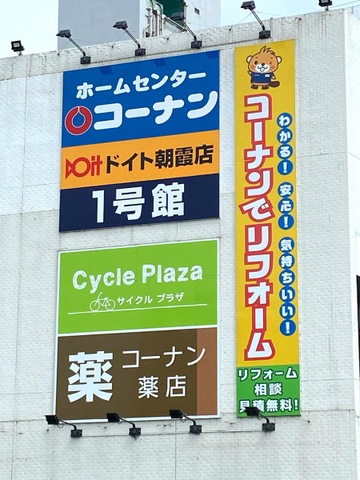 ホームセンター
コーナン
DOit ドイト朝霞店
1号館
Cycle Plaza
サイクル プラザ
薬 コーナン
薬店
わかる! 安心! 気持ちいい!
コーナンでリフォーム
リフォーム
相談
見積無料!